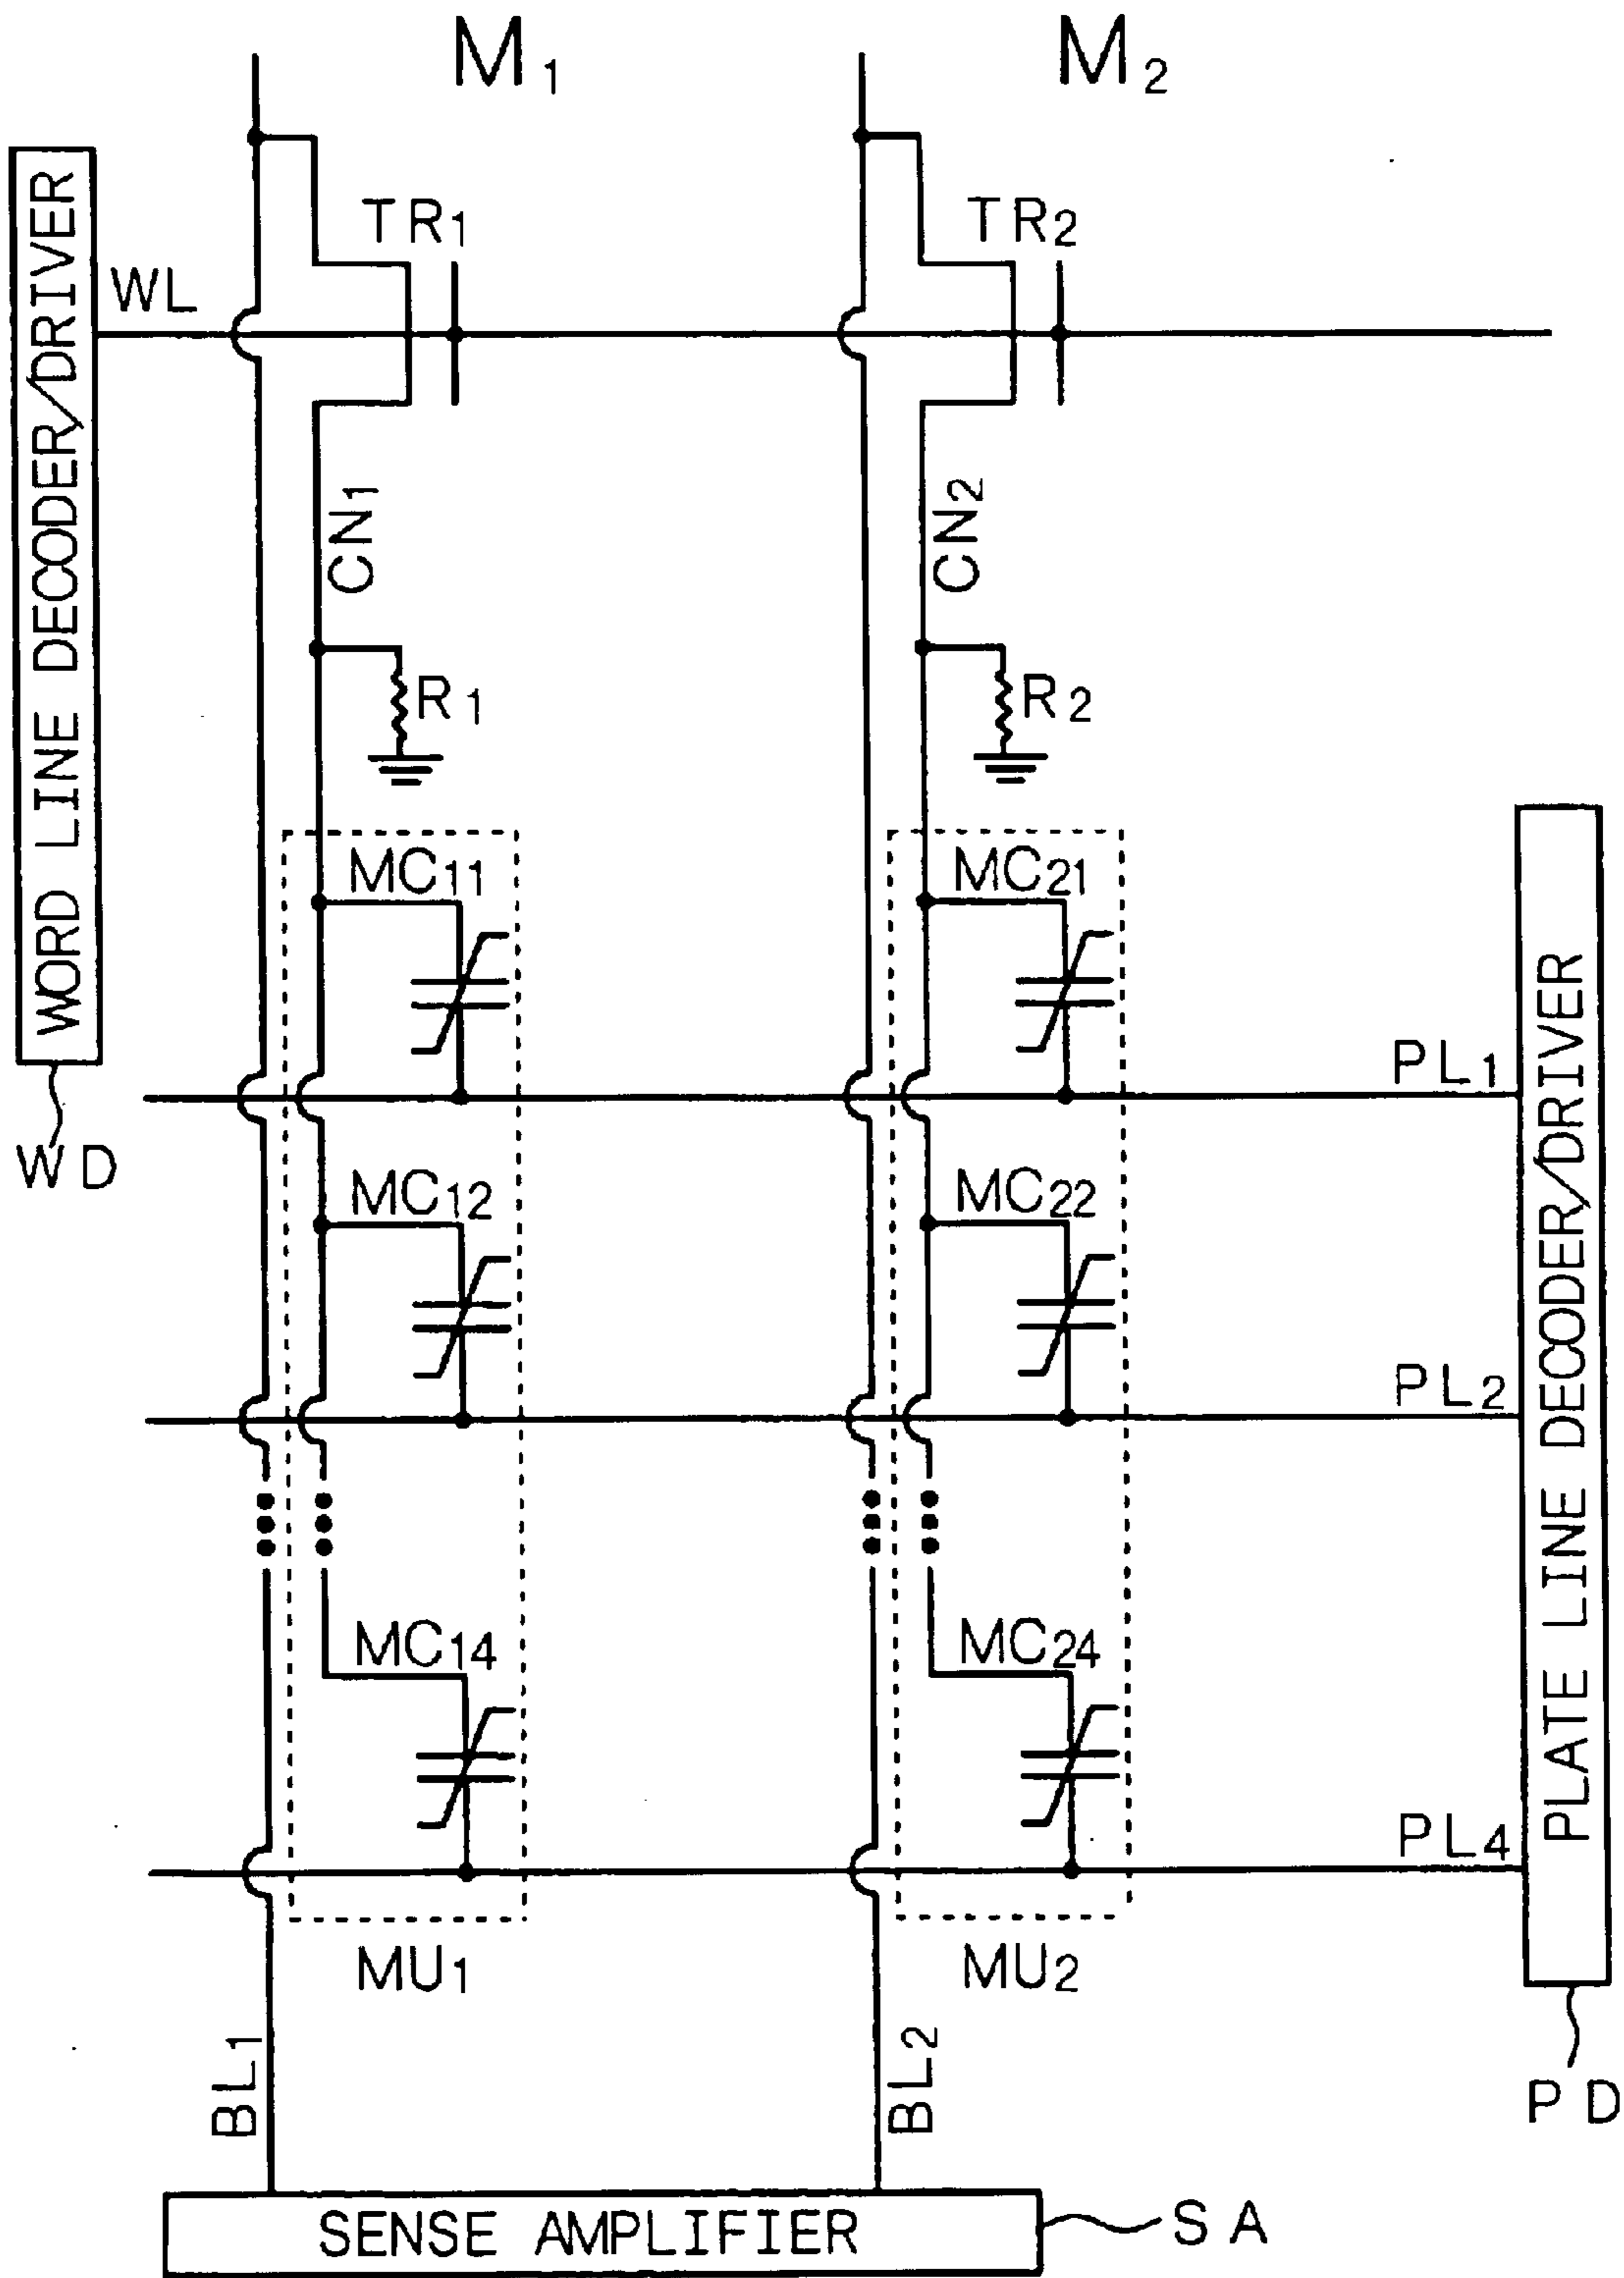 M1
M2
TR1
TR2
WORD LINE DECODER/DRIVER
WL
CN1
CN2
R1
R2
MC11
MC21
PL1
WD
MC12
MC22
PL2
PLATE LINE DECODER/DRIVER
MC14
MC24
PL4
MU1
MU2
BL1
BL2
PD
SENSE AMPLIFIER
SA